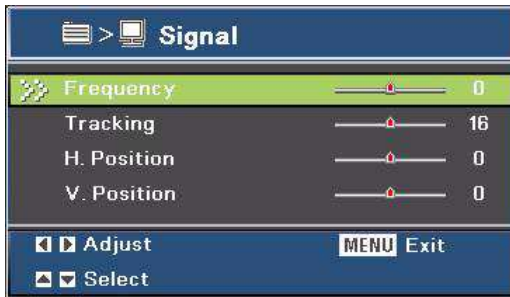 > Signal
Frequency 0
Tracking 16
H. Position 0
V. Position 0
Adjust MENU Exit
Select